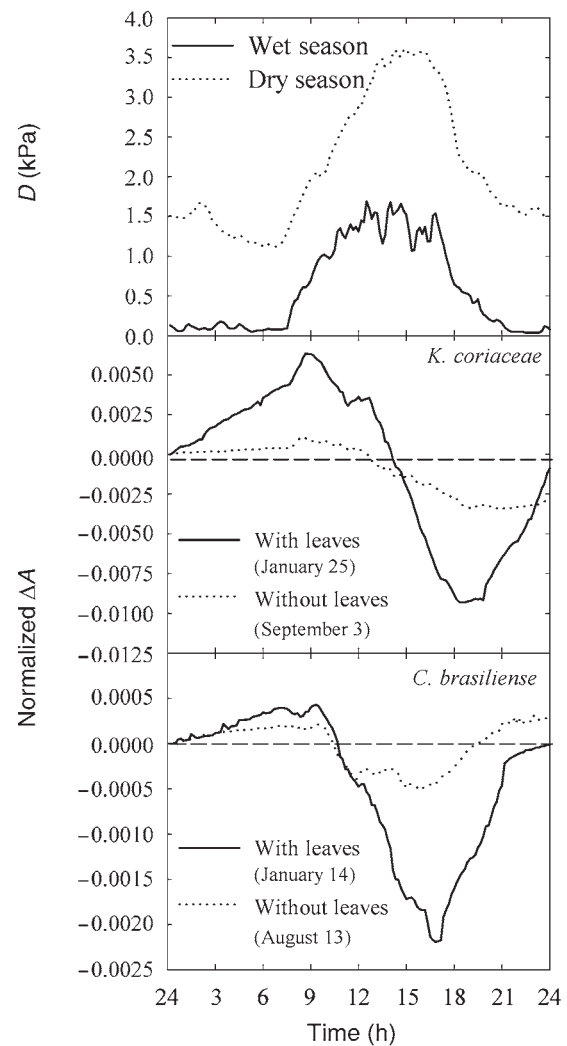 4.0
3.5
3.0
2.5
2.0
1.5
1.0
0.5
0.0
D (kPa)
Wet season
Dry season
K. coriaceae
0.0050
0.0025
0.0000
−0.0025
−0.0050
−0.0075
−0.0100
−0.0125
With leaves
(January 25)
Without leaves
(September 3)
Normalized ΔA
C. brasiliense
0.0005
0.0000
−0.0005
−0.0010
−0.0015
−0.0020
−0.0025
With leaves
(January 14)
Without leaves
(August 13)
24 3 6 9 12 15 18 21 24
Time (h)